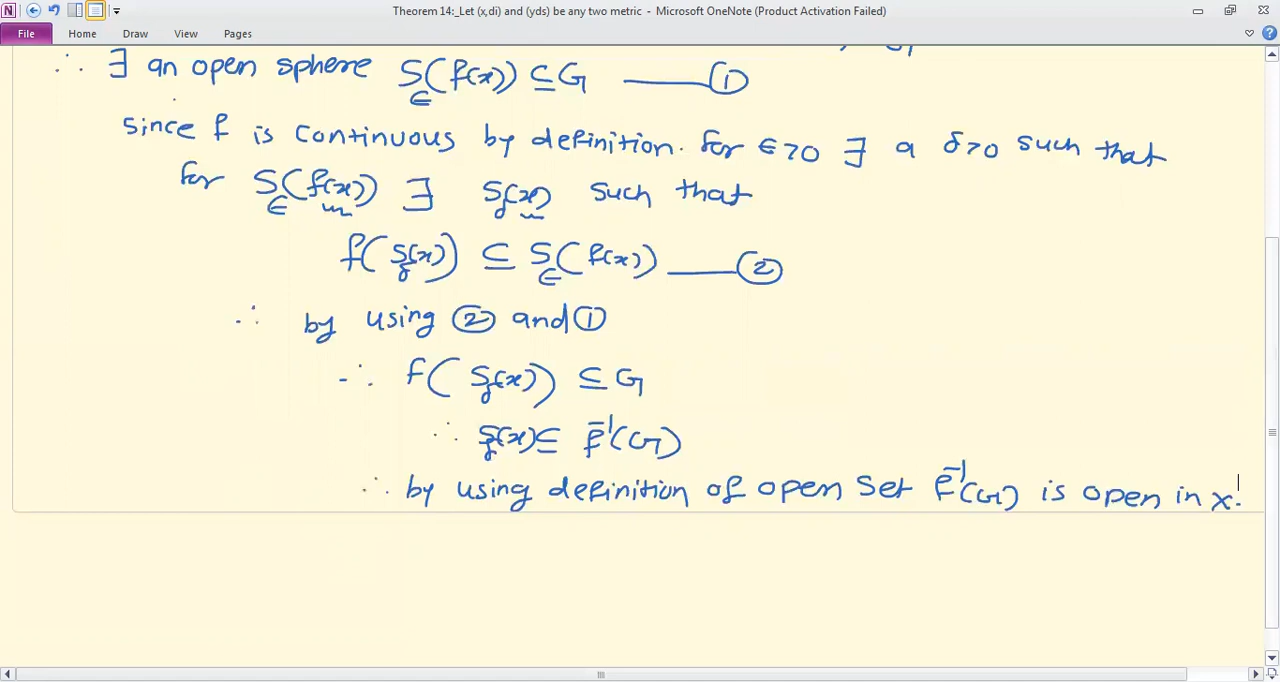 Theorem 14:_Let (x,di) and (yds) be any two metric - Microsoft OneNote (Product Activation Failed)
File Home Draw View Pages
∴ ∃ an open sphere S∈(f(x)) ⊆ G ——— ①
since f is continuous by definition. for ∈>0 ∃ a δ>0 such that
for S∈(f(x)) ∃ Sδ(x) such that
f(Sδ(x)) ⊆ S∈(f(x)) ——— ②
∴ by using ② and ①
∴ f(Sδ(x)) ⊆ G
∴ Sδ(x) ⊆ f⁻¹(G)
∴ by using definition of open set f⁻¹(G) is open in x.